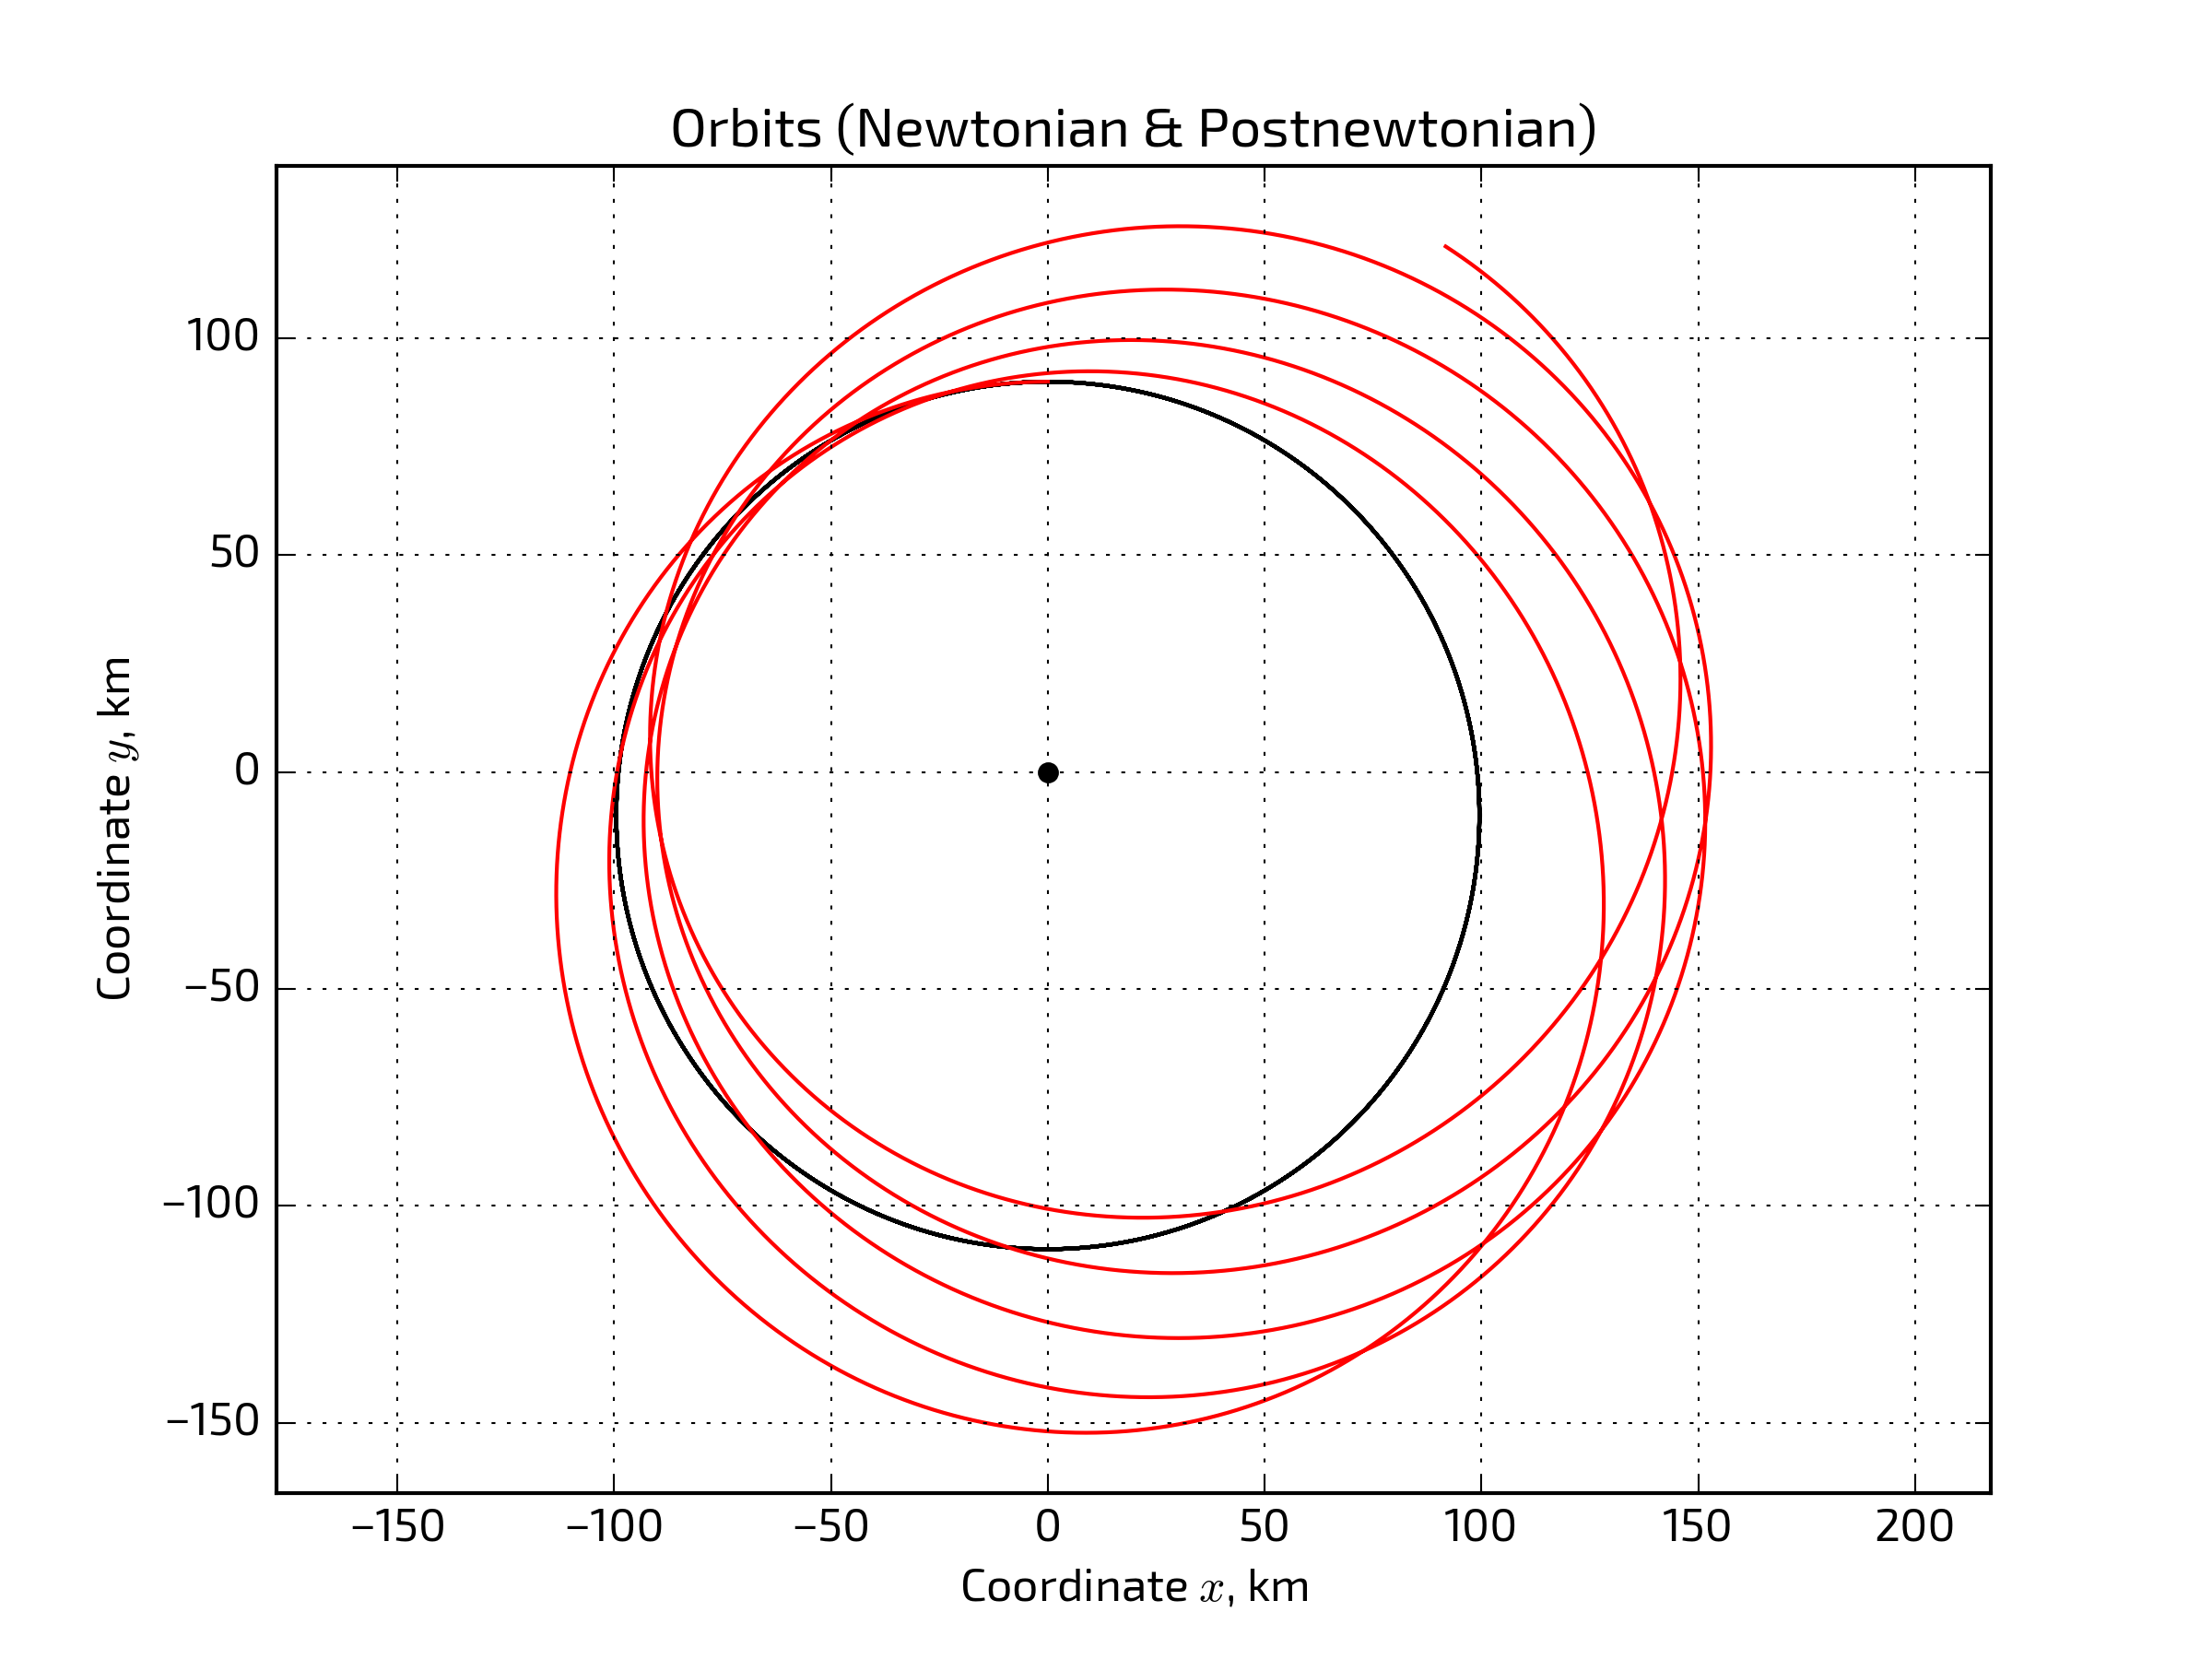 Orbits (Newtonian & Postnewtonian)
100
50
0
−50
−100
−150
Coordinate y, km
−150 −100 −50 0 50 100 150 200
Coordinate x, km